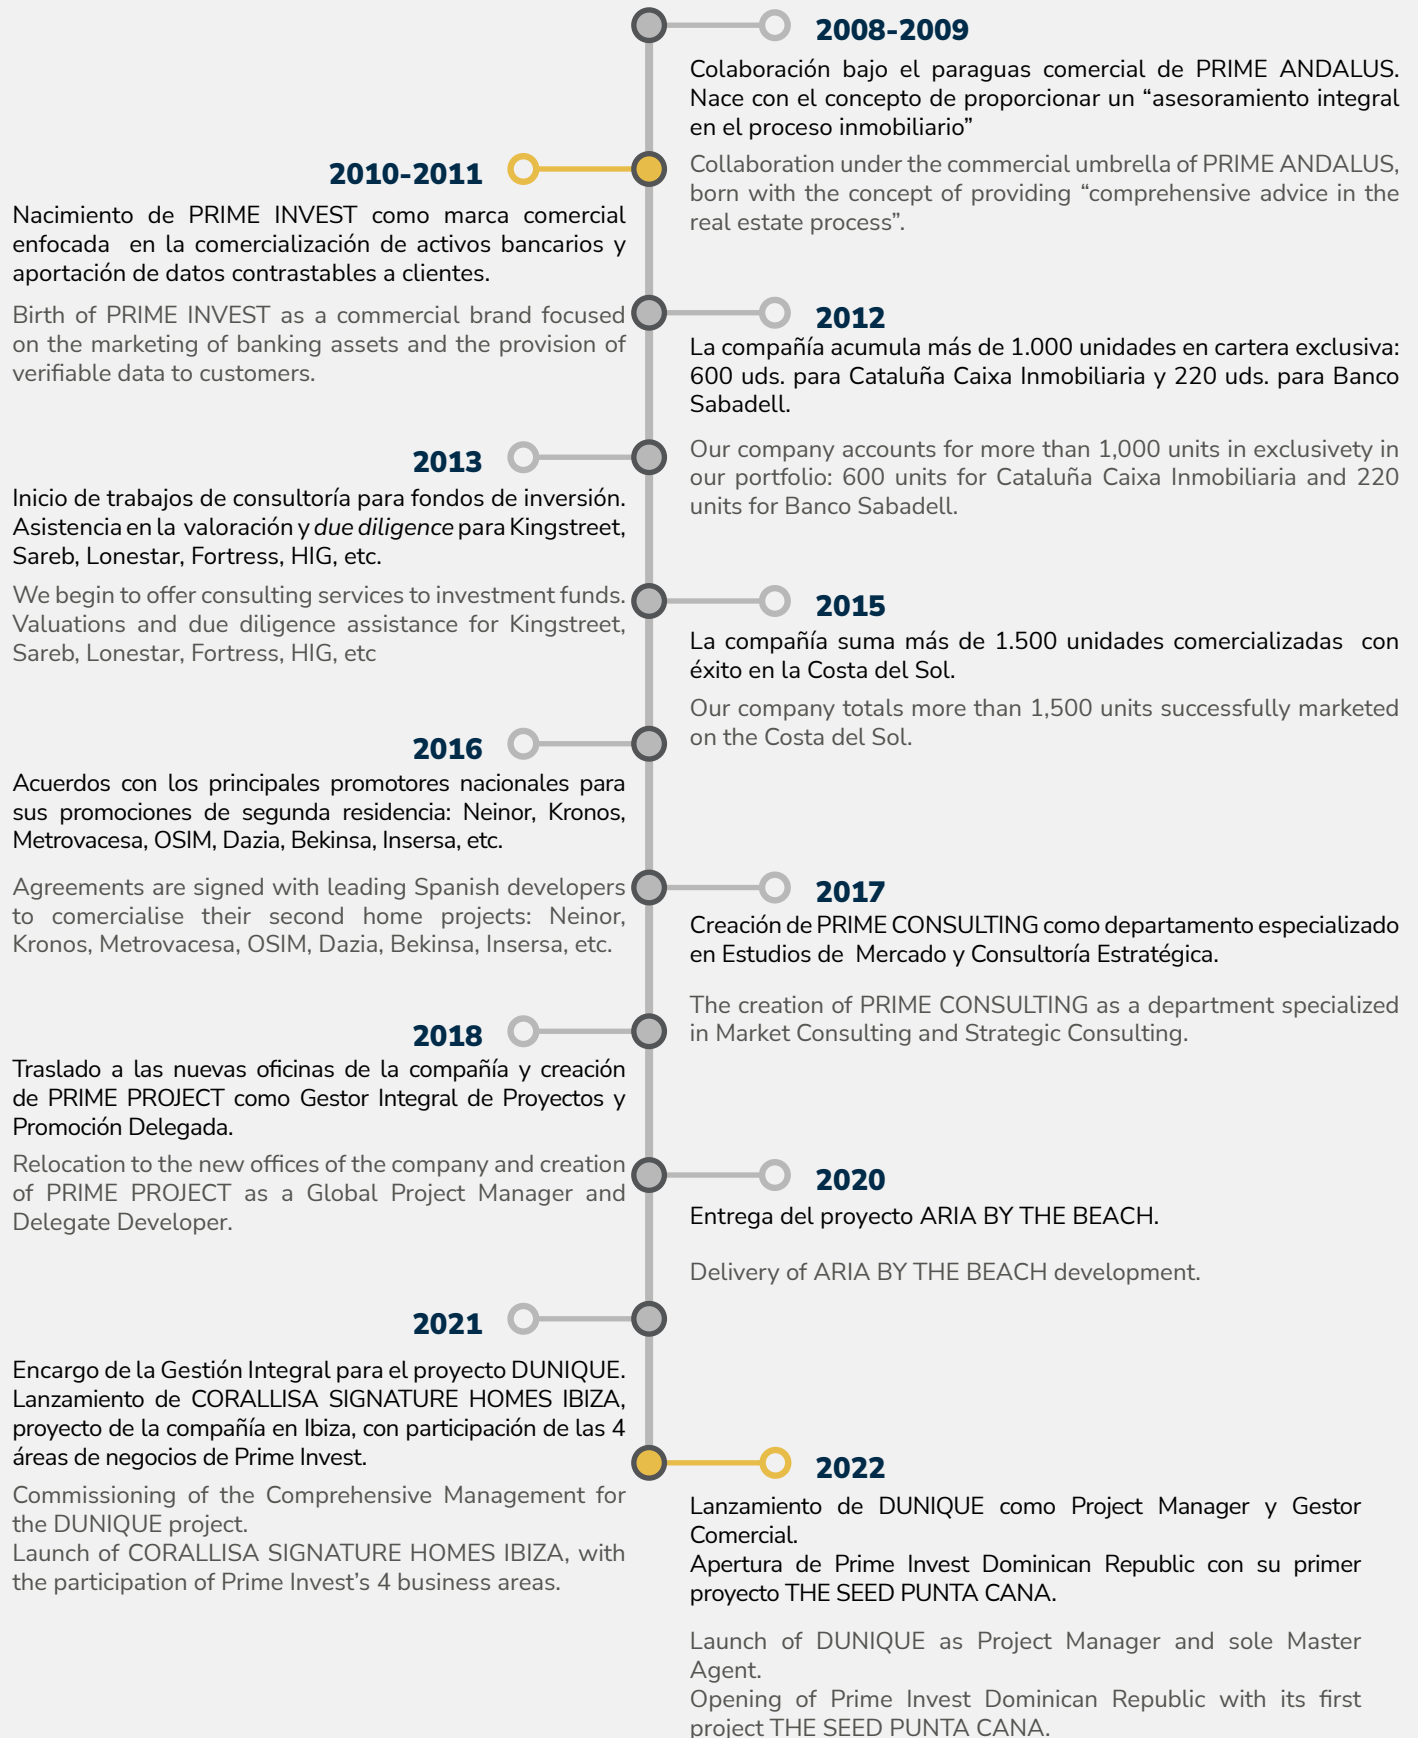 2008-2009
Colaboración bajo el paraguas comercial de PRIME ANDALUS.
Nace con el concepto de proporcionar un “asesoramiento integral
en el proceso inmobiliario”
Collaboration under the commercial umbrella of PRIME ANDALUS,
born with the concept of providing “comprehensive advice in the
real estate process”.
2010-2011
Nacimiento de PRIME INVEST como marca comercial
enfocada en la comercialización de activos bancarios y
aportación de datos contrastables a clientes.
Birth of PRIME INVEST as a commercial brand focused
on the marketing of banking assets and the provision of
verifiable data to customers.
2012
La compañía acumula más de 1.000 unidades en cartera exclusiva:
600 uds. para Cataluña Caixa Inmobiliaria y 220 uds. para Banco
Sabadell.
Our company accounts for more than 1,000 units in exclusivety in
our portfolio: 600 units for Cataluña Caixa Inmobiliaria and 220
units for Banco Sabadell.
2013
Inicio de trabajos de consultoría para fondos de inversión.
Asistencia en la valoración y due diligence para Kingstreet,
Sareb, Lonestar, Fortress, HIG, etc.
We begin to offer consulting services to investment funds.
Valuations and due diligence assistance for Kingstreet,
Sareb, Lonestar, Fortress, HIG, etc
2015
La compañía suma más de 1.500 unidades comercializadas con
éxito en la Costa del Sol.
Our company totals more than 1,500 units successfully marketed
on the Costa del Sol.
2016
Acuerdos con los principales promotores nacionales para
sus promociones de segunda residencia: Neinor, Kronos,
Metrovacesa, OSIM, Dazia, Bekinsa, Insersa, etc.
Agreements are signed with leading Spanish developers
to comercialise their second home projects: Neinor,
Kronos, Metrovacesa, OSIM, Dazia, Bekinsa, Insersa, etc.
2017
Creación de PRIME CONSULTING como departamento especializado
en Estudios de Mercado y Consultoría Estratégica.
The creation of PRIME CONSULTING as a department specialized
in Market Consulting and Strategic Consulting.
2018
Traslado a las nuevas oficinas de la compañía y creación
de PRIME PROJECT como Gestor Integral de Proyectos y
Promoción Delegada.
Relocation to the new offices of the company and creation
of PRIME PROJECT as a Global Project Manager and
Delegate Developer.
2020
Entrega del proyecto ARIA BY THE BEACH.
Delivery of ARIA BY THE BEACH development.
2021
Encargo de la Gestión Integral para el proyecto DUNIQUE.
Lanzamiento de CORALLISA SIGNATURE HOMES IBIZA,
proyecto de la compañía en Ibiza, con participación de las 4
áreas de negocios de Prime Invest.
Commissioning of the Comprehensive Management for
the DUNIQUE project.
Launch of CORALLISA SIGNATURE HOMES IBIZA, with
the participation of Prime Invest’s 4 business areas.
2022
Lanzamiento de DUNIQUE como Project Manager y Gestor
Comercial.
Apertura de Prime Invest Dominican Republic con su primer
proyecto THE SEED PUNTA CANA.
Launch of DUNIQUE as Project Manager and sole Master
Agent.
Opening of Prime Invest Dominican Republic with its first
project THE SEED PUNTA CANA.